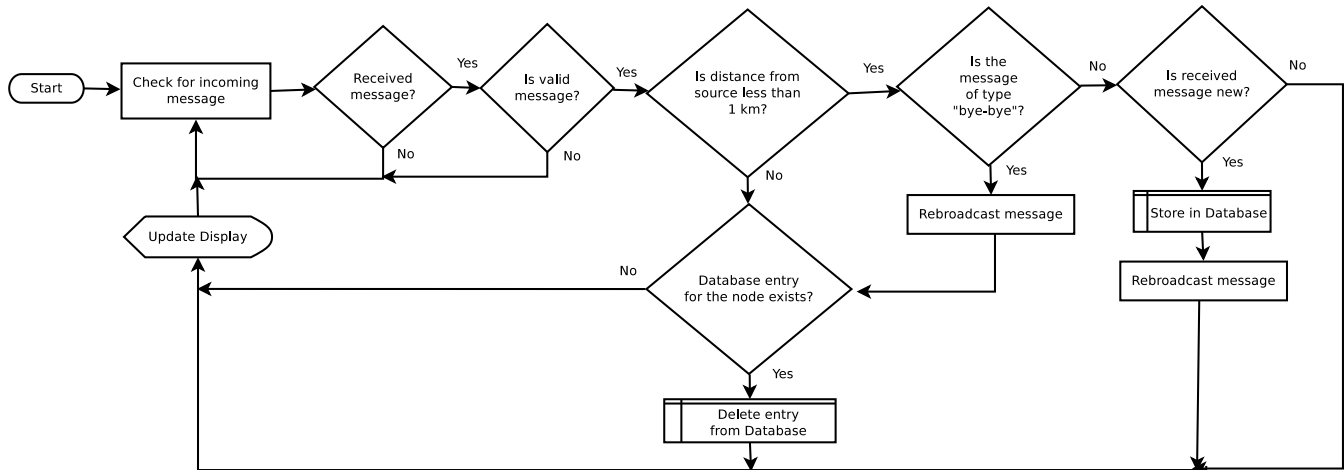 Start
Check for incoming
message
Received
message?
Yes
No
Is valid
message?
Yes
No
Is distance from
source less than
1 km?
Yes
No
Is the
message
of type
"bye-bye"?
No
Yes
Is received
message new?
No
Yes
Rebroadcast message
Store in Database
Rebroadcast message
Update Display
Database entry
for the node exists?
No
Yes
Delete entry
from Database